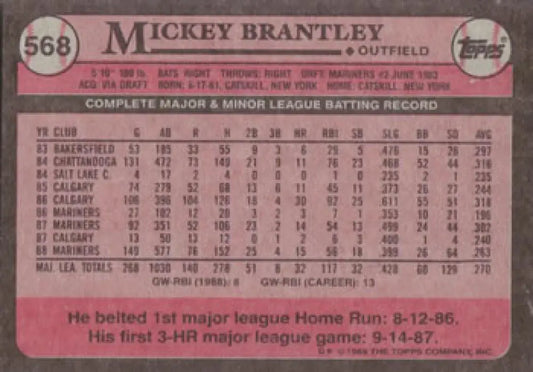 568
MICKEY BRANTLEY
OUTFIELD
Topps
5'10" 180 lb. BATS: RIGHT THROWS: RIGHT DRFT: MARINERS #2-JUNE 1983
ACQ: VIA DRAFT BORN: 6-17-61, CATSKILL, NEW YORK HOME: CATSKILL, NEW YORK
COMPLETE MAJOR & MINOR LEAGUE BATTING RECORD
YR CLUB G AB R H 2B 3B HR RBI SB SLG BB SO AVG
83 BAKERSFIELD 53 185 33 55 9 3 6 29 5 .476 15 26 .297
84 CHATTANOOGA 131 472 73 149 21 9 11 76 23 .468 52 44 .316
84 SALT LAKE C. 4 17 2 4 0 0 0 1 0 .235 2 1 .235
85 CALGARY 74 279 52 68 13 6 11 45 11 .373 26 27 .244
86 CALGARY 106 396 104 126 18 4 30 92 25 .611 55 51 .318
86 MARINERS 27 102 12 20 3 2 3 7 1 .353 10 21 .196
87 MARINERS 92 351 52 106 23 2 14 54 13 .499 24 44 .302
87 CALGARY 13 50 13 12 0 1 2 6 3 .400 1 4 .240
88 MARINERS 149 577 76 152 25 4 15 56 18 .399 26 64 .263
MAJ. LEA. TOTALS 268 1030 140 278 51 8 32 117 32 .428 60 129 .270
GW-RBI (1988): 8 GW-RBI (CAREER): 13
He belted 1st major league Home Run: 8-12-86.
His first 3-HR major league game: 9-14-87.
© 1989 THE TOPPS COMPANY, INC.